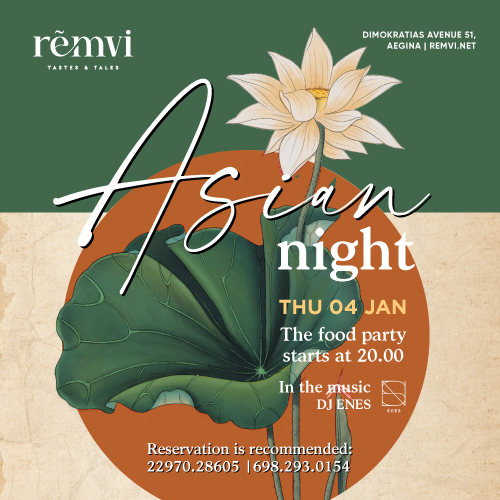 rẽmvi
TASTES & TALES
DIMOKRATIAS AVENUE 51,
AEGINA | REMVI.NET
Asian
night
THU 04 JAN
The food party
starts at 20.00
In the music
DJ ENES
ENES
Reservation is recommended:
22970.28605 | 698.293.0154